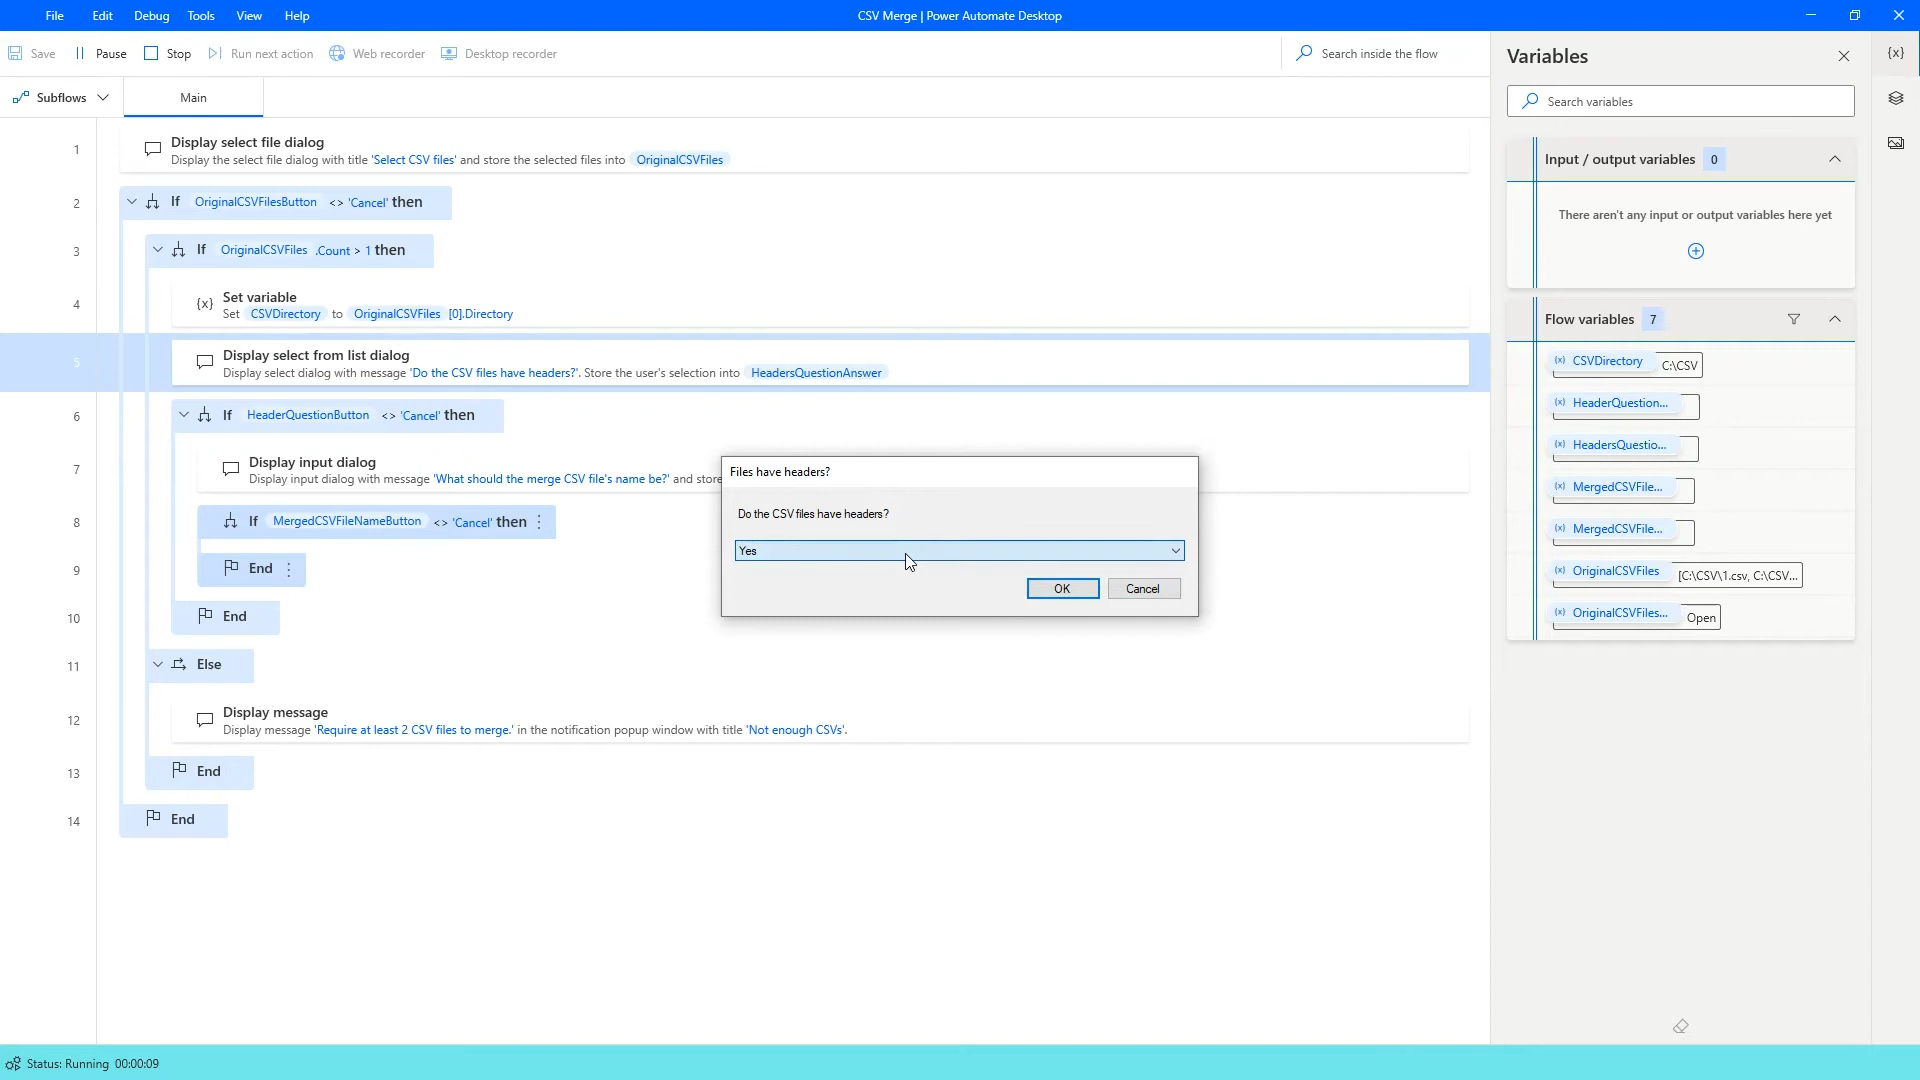 File Edit Debug Tools View Help
CSV Merge | Power Automate Desktop
Save Pause Stop Run next action Web recorder Desktop recorder
Search inside the flow
Subflows
Main
1
Display select file dialog
Display the select file dialog with title 'Select CSV files' and store the selected files into OriginalCSVFiles
2
If OriginalCSVFilesButton <> 'Cancel' then
3
If OriginalCSVFiles .Count > 1 then
4
{x} Set variable
Set CSVDirectory to OriginalCSVFiles [0].Directory
5
Display select from list dialog
Display select dialog with message 'Do the CSV files have headers?'. Store the user's selection into HeadersQuestionAnswer
6
If HeaderQuestionButton <> 'Cancel' then
7
Display input dialog
Display input dialog with message 'What should the merge CSV file's name be?' and store
8
If MergedCSVFileNameButton <> 'Cancel' then
9
End
10
End
11
Else
12
Display message
Display message 'Require at least 2 CSV files to merge.' in the notification popup window with title 'Not enough CSVs'.
13
End
14
End
Files have headers?
Do the CSV files have headers?
Yes
OK Cancel
Variables
{x}
Search variables
Input / output variables 0
There aren't any input or output variables here yet
Flow variables 7
(x) CSVDirectory C:\CSV
(x) HeaderQuestion...
(x) HeadersQuestio...
(x) MergedCSVFile...
(x) MergedCSVFile...
(x) OriginalCSVFiles [C:\CSV\1.csv, C:\CSV...
(x) OriginalCSVFiles... Open
Status: Running 00:00:09